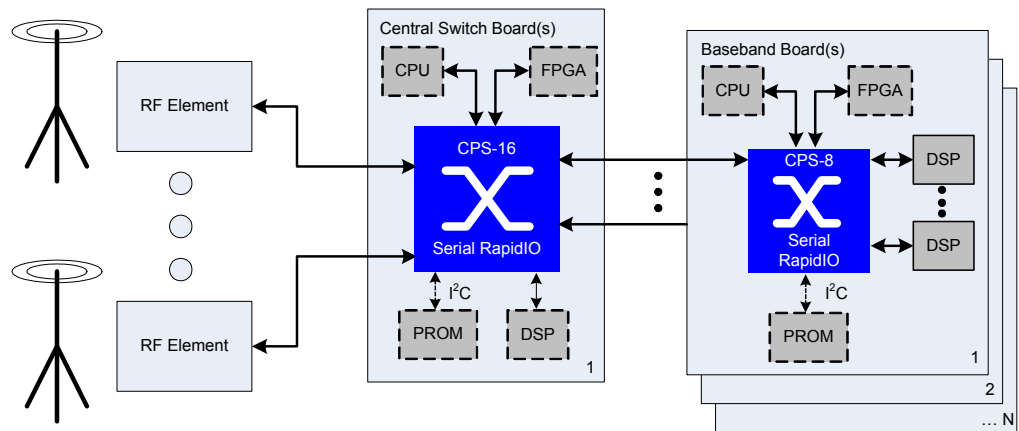 Central Switch Board(s)
Baseband Board(s)
CPU
FPGA
CPU
FPGA
RF Element
CPS-16
CPS-8
DSP
Serial RapidIO
Serial
RapidIO
DSP
I²C
I²C
RF Element
PROM
DSP
PROM
1
1
2
... N